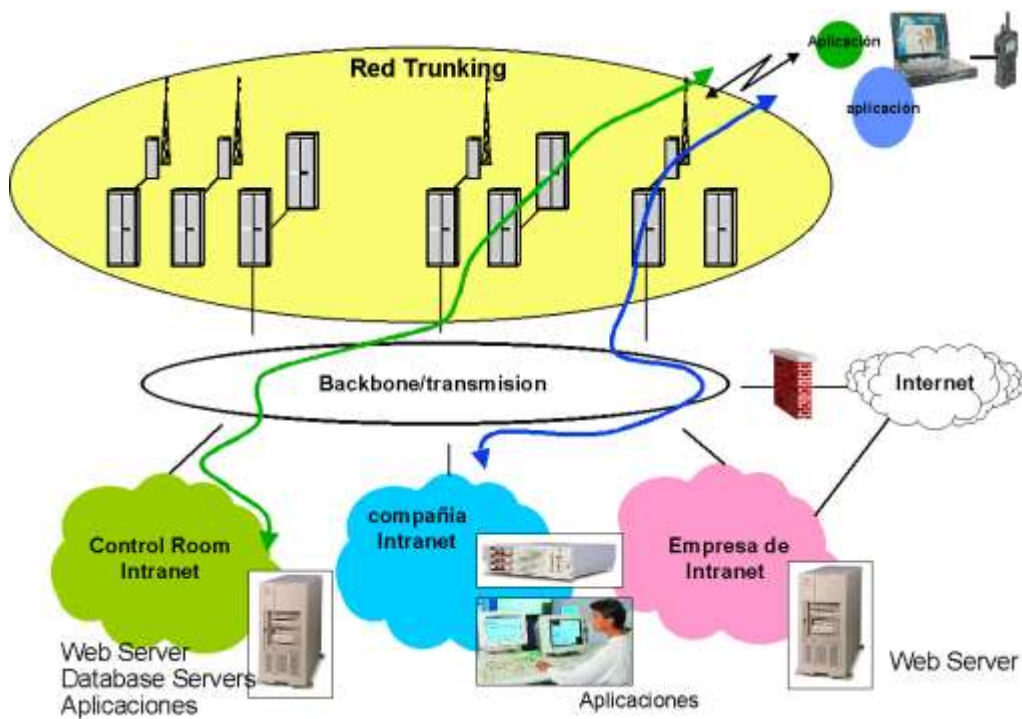 Red Trunking
Aplicación
aplicación
Backbone/transmision
Internet
Control Room
Intranet
compañia
Intranet
Empresa de
Intranet
Web Server
Database Servers
Aplicaciones
Aplicaciones
Web Server